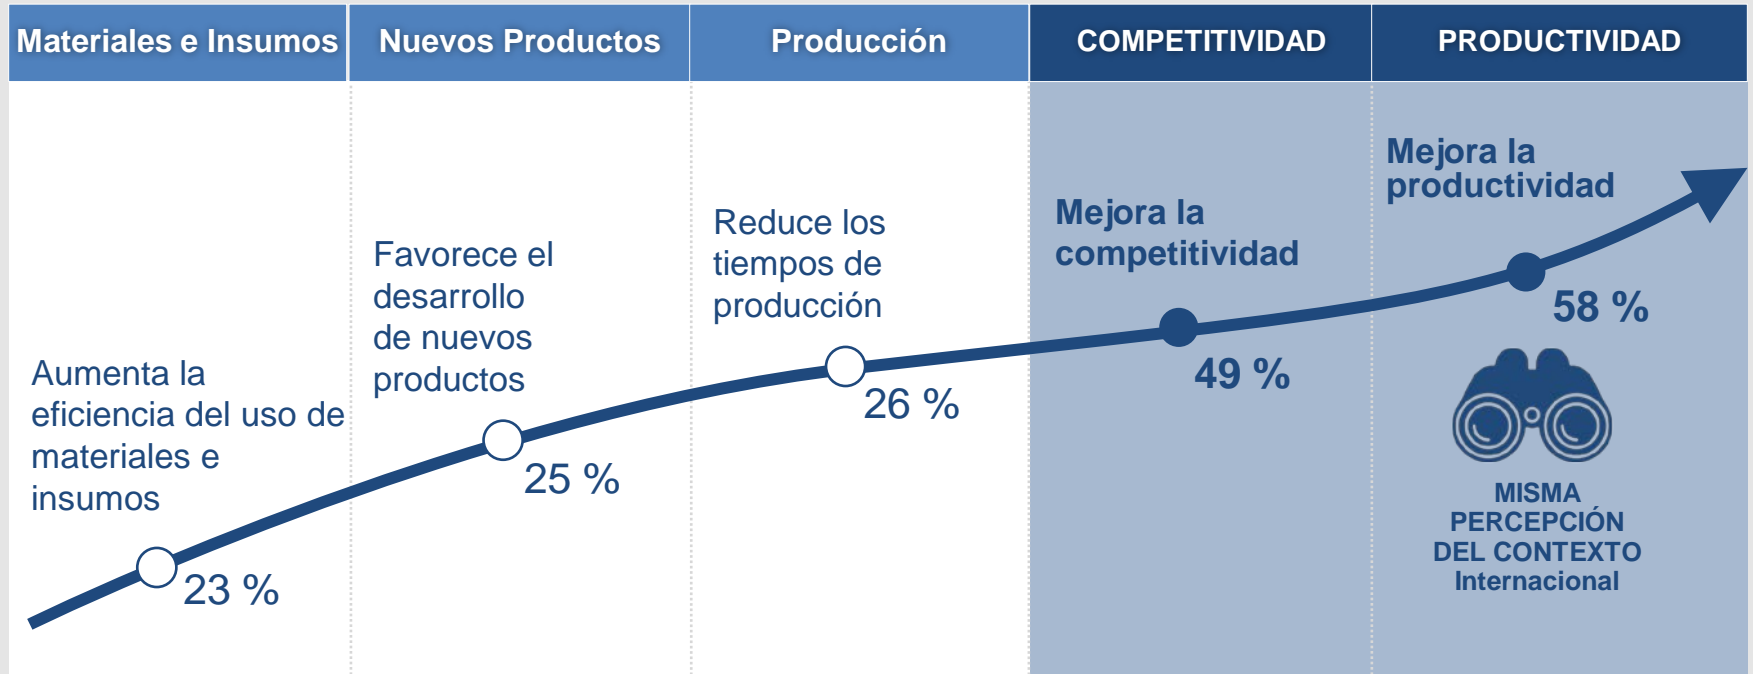 Materiales e Insumos
Nuevos Productos
Producción
COMPETITIVIDAD
PRODUCTIVIDAD
Aumenta la
eficiencia del uso de
materiales e
insumos
23 %
Favorece el
desarrollo
de nuevos
productos
25 %
Reduce los
tiempos de
producción
26 %
Mejora la
competitividad
49 %
Mejora la
productividad
58 %
MISMA
PERCEPCIÓN
DEL CONTEXTO
Internacional